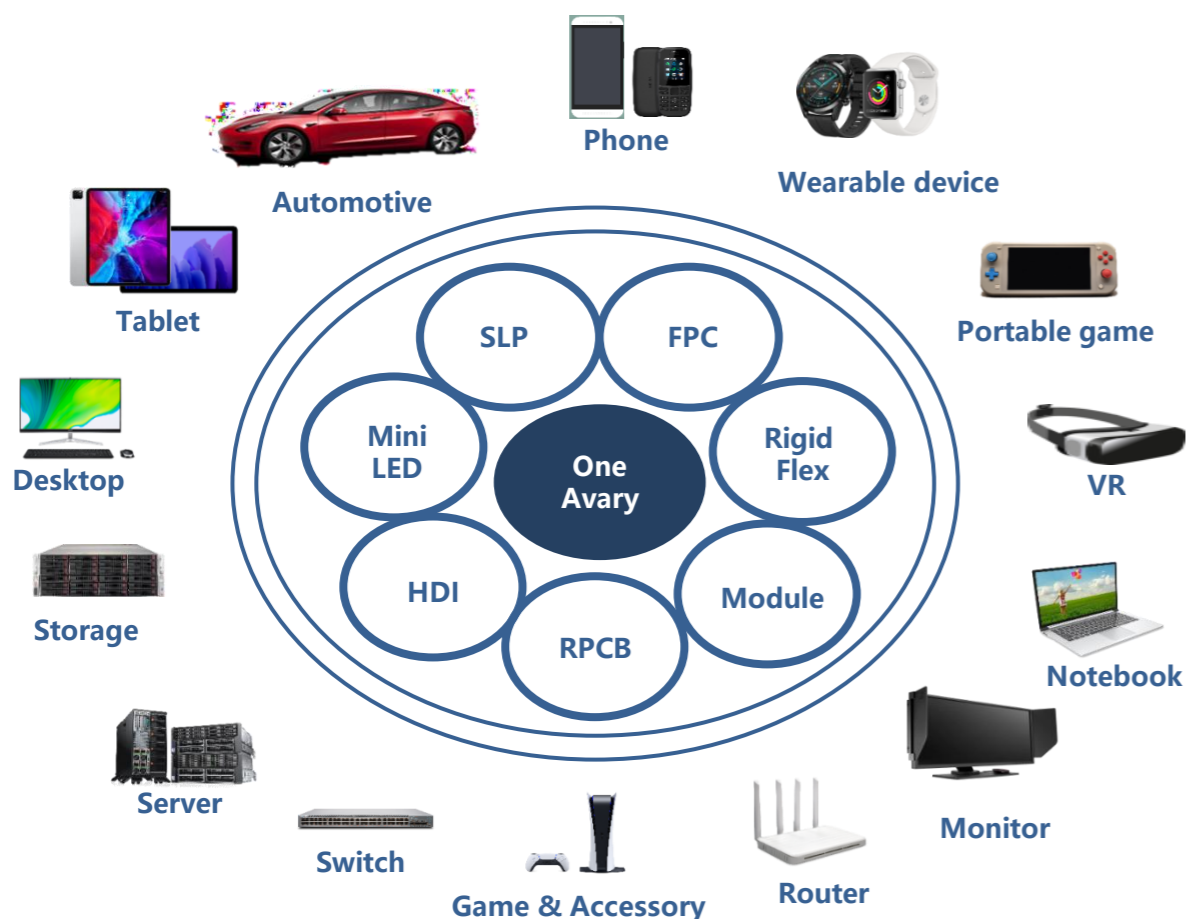 Phone
Wearable device
Automotive
Tablet
Portable game
SLP
FPC
Mini
LED
Rigid
Flex
One
Avary
Desktop
VR
HDI
Module
Storage
RPCB
Notebook
Server
Monitor
Switch
Router
Game & Accessory